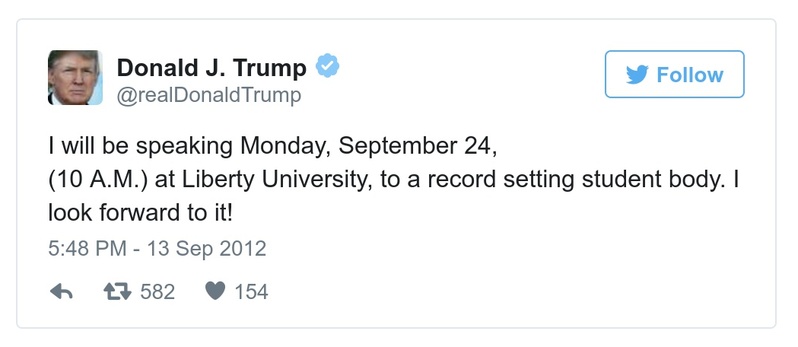 Donald J. Trump
@realDonaldTrump
Follow
I will be speaking Monday, September 24,
(10 A.M.) at Liberty University, to a record setting student body. I
look forward to it!
5:48 PM - 13 Sep 2012
582 154